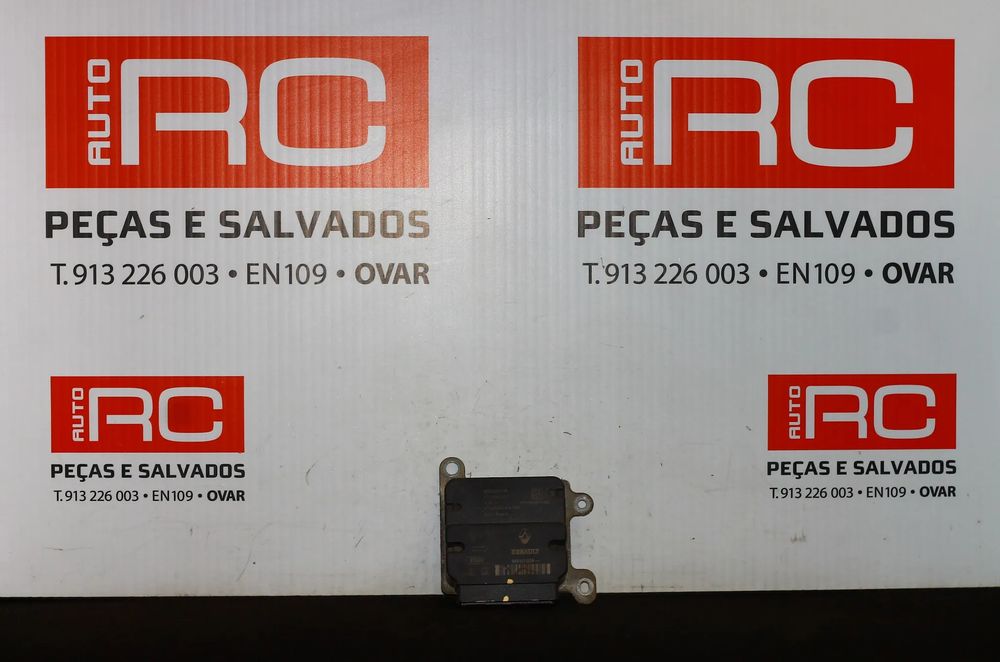 AUTO RC
PEÇAS E SALVADOS
T. 913 226 003 • EN109 • OVAR
AUTO RC
PEÇAS E SALVADOS
T. 913 226 003 • EN109 • OVAR
AUTO RC
PEÇAS E SALVADOS
T. 913 226 003 • EN109 • OVAR
AUTO RC
PEÇAS E SALVADOS
T. 913 226 003 • EN109 • OVAR
RENAULT